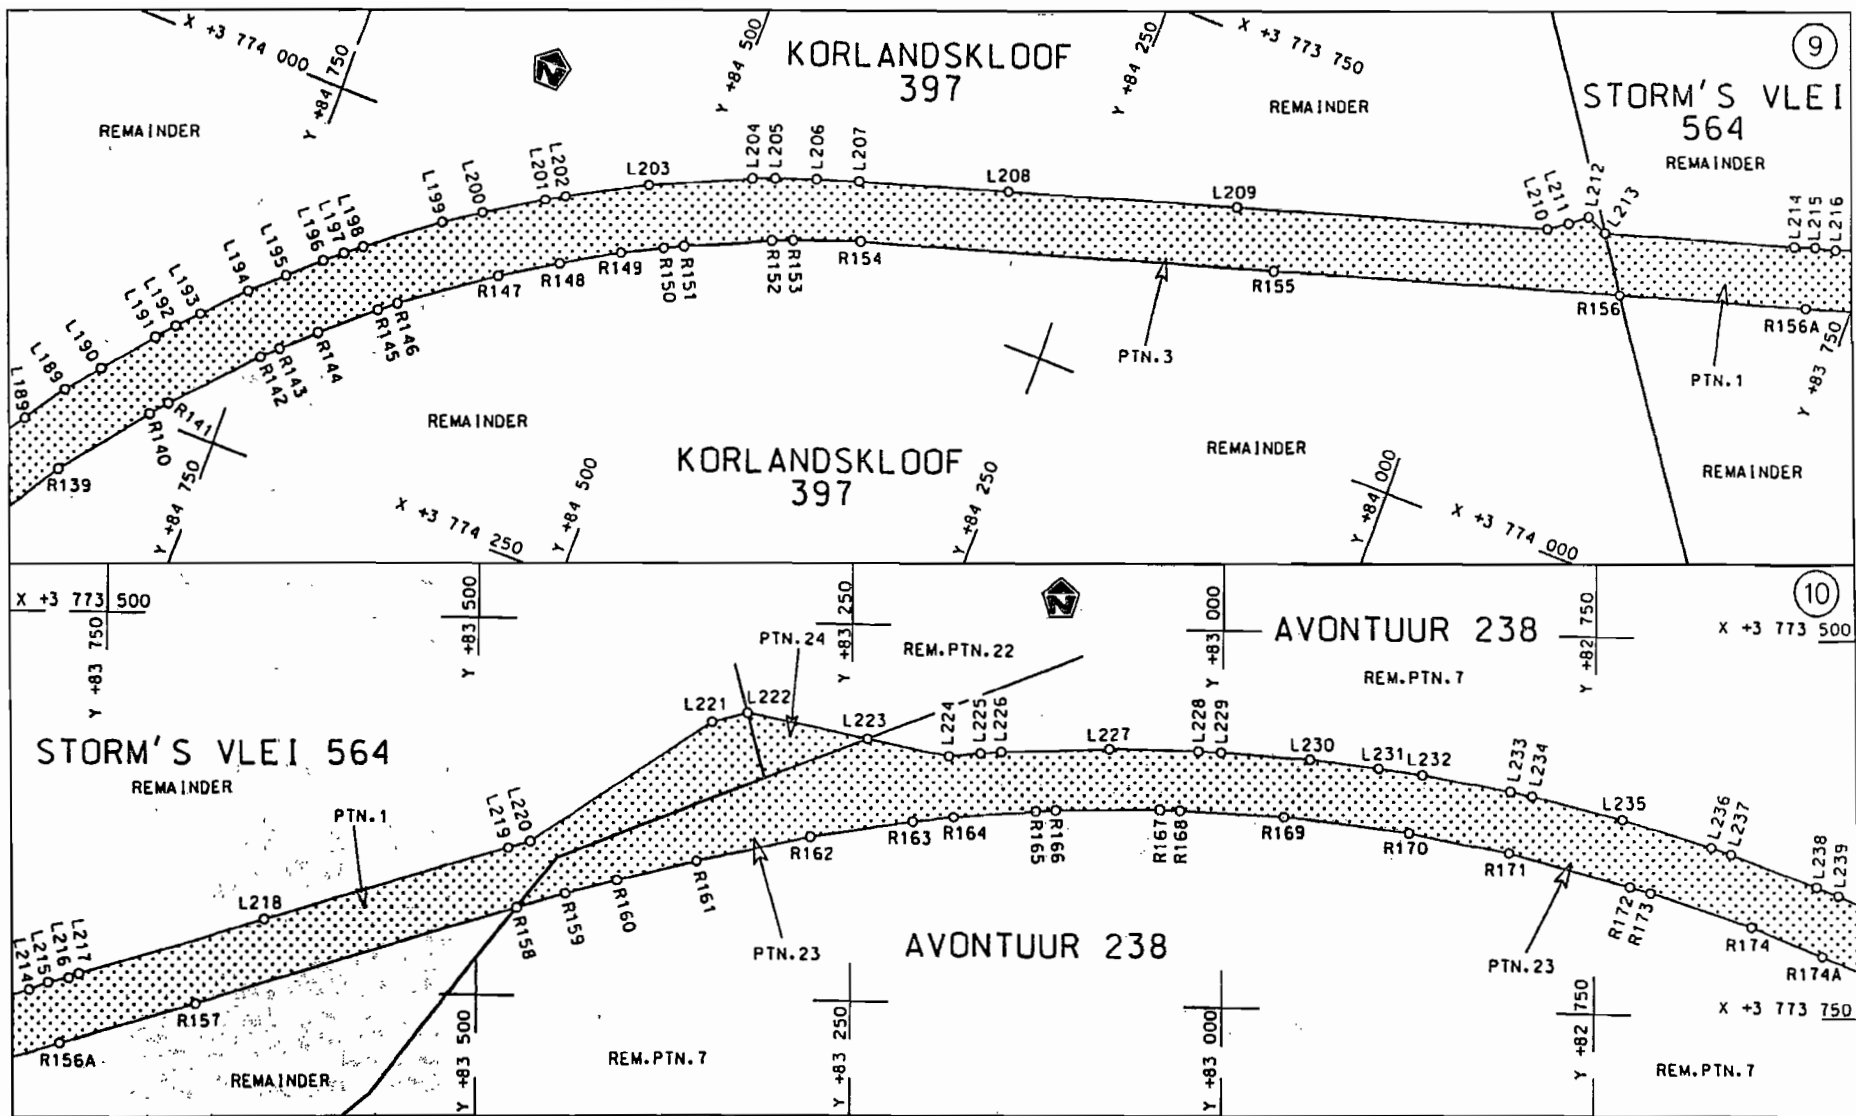 X +3 774 000
Y +84 750
Y +84 500
KORLANDSKLOOF
397
Y +84 250
X +3 773 750
9
REMAINDER
REMAINDER
STORM'S VLEI
564
REMAINDER
N
L189
L189
L190
L191
L192
L193
L194
L195
L196
L197
L198
L199
L200
L201
L202
L203
L204
L205
L206
L207
L208
L209
L210
L211
L212
L213
L214
L215
L216
R139
R140
R141
R142
R143
R144
R145
R146
R147
R148
R149
R150
R151
R152
R153
R154
R155
R156
R156A
PTN.3
PTN.1
Y +83 750
REMAINDER
KORLANDSKLOOF
397
REMAINDER
REMAINDER
Y +84 750
X +3 774 250
Y +84 500
Y +84 250
Y +84 000
X +3 774 000
X +3 773 500
Y +83 750
Y +83 500
Y +83 250
N
Y +83 000
AVONTUUR 238
Y +82 750
10
X +3 773 500
PTN.24
REM.PTN.22
REM.PTN.7
STORM'S VLEI 564
REMAINDER
PTN.1
L214
L215
L216
L217
L218
L219
L220
L221
L222
L223
L224
L225
L226
L227
L228
L229
L230
L231
L232
L233
L234
L235
L236
L237
L238
L239
R156A
R157
R158
R159
R160
R161
R162
R163
R164
R165
R166
R167
R168
R169
R170
R171
R172
R173
R174
R174A
PTN.23
AVONTUUR 238
PTN.23
REMAINDER
Y +83 500
REM.PTN.7
Y +83 250
Y +83 000
Y +82 750
X +3 773 750
REM.PTN.7